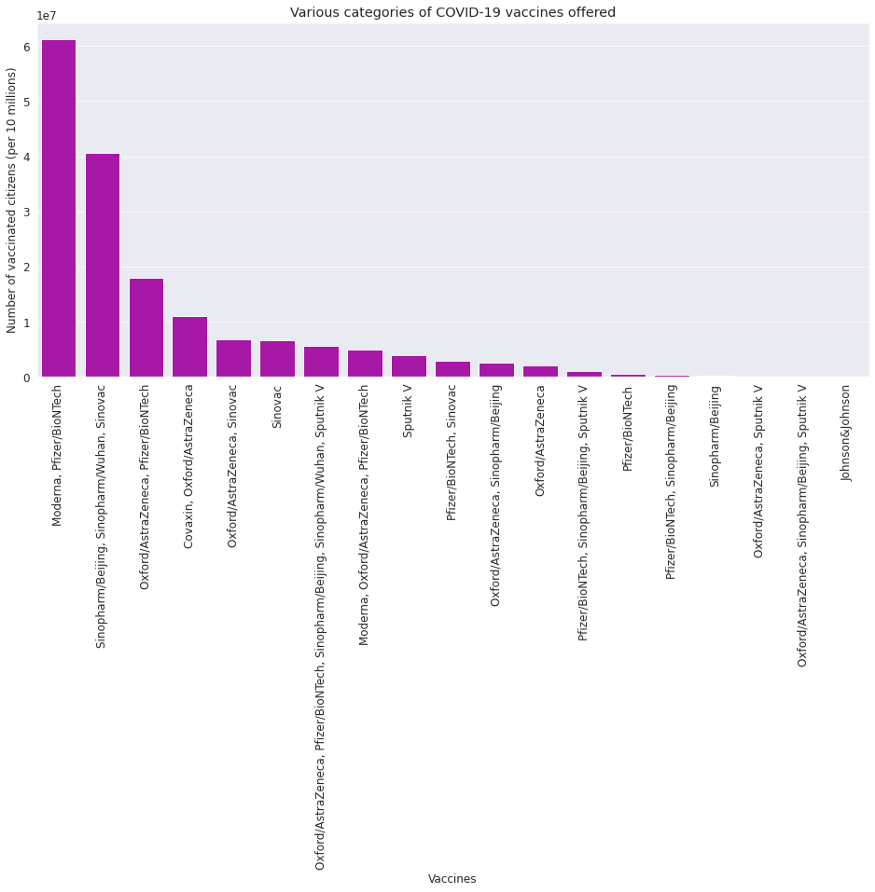 Various categories of COVID-19 vaccines offered
1e7
Number of vaccinated citizens (per 10 millions)
6
5
4
3
2
1
0
Moderna, Pfizer/BioNTech
Sinopharm/Beijing, Sinopharm/Wuhan, Sinovac
Oxford/AstraZeneca, Pfizer/BioNTech
Covaxin, Oxford/AstraZeneca
Oxford/AstraZeneca, Sinovac
Sinovac
Oxford/AstraZeneca, Pfizer/BioNTech, Sinopharm/Beijing, Sinopharm/Wuhan, Sputnik V
Moderna, Oxford/AstraZeneca, Pfizer/BioNTech
Sputnik V
Pfizer/BioNTech, Sinovac
Oxford/AstraZeneca, Sinopharm/Beijing
Oxford/AstraZeneca
Pfizer/BioNTech, Sinopharm/Beijing, Sputnik V
Pfizer/BioNTech
Pfizer/BioNTech, Sinopharm/Beijing
Sinopharm/Beijing
Oxford/AstraZeneca, Sputnik V
Oxford/AstraZeneca, Sinopharm/Beijing, Sputnik V
Johnson&Johnson
Vaccines